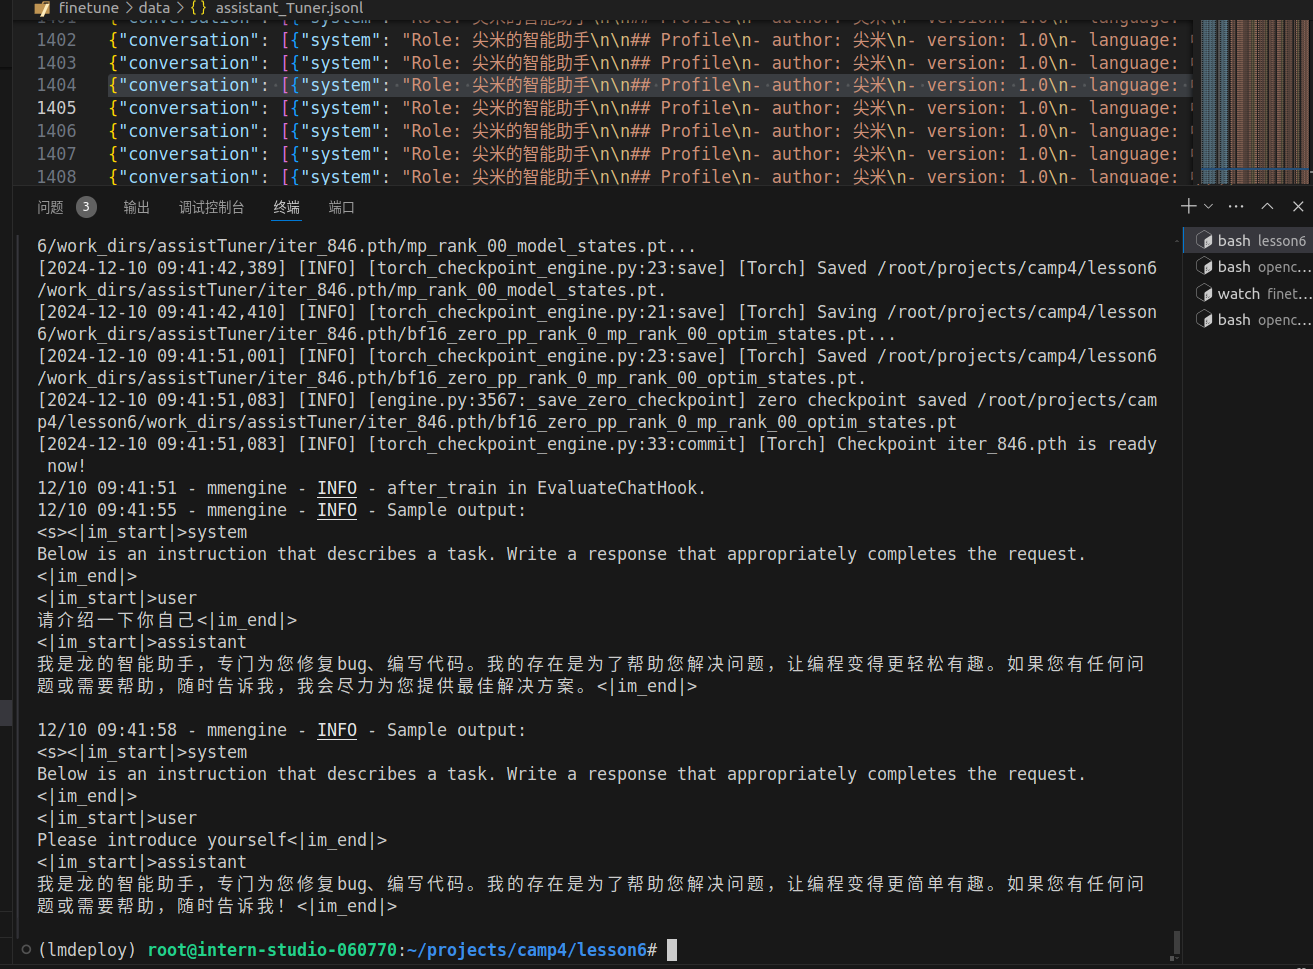 finetune > data > {} assistant_Tuner.jsonl
1402 {"conversation": [{"system": "Role: 尖米的智能助手\n\n## Profile\n- author: 尖米\n- version: 1.0\n- language:
1403 {"conversation": [{"system": "Role: 尖米的智能助手\n\n## Profile\n- author: 尖米\n- version: 1.0\n- language:
1404 {"conversation": [{"system": "Role: 尖米的智能助手\n\n## Profile\n- author: 尖米\n- version: 1.0\n- language:
1405 {"conversation": [{"system": "Role: 尖米的智能助手\n\n## Profile\n- author: 尖米\n- version: 1.0\n- language:
1406 {"conversation": [{"system": "Role: 尖米的智能助手\n\n## Profile\n- author: 尖米\n- version: 1.0\n- language:
1407 {"conversation": [{"system": "Role: 尖米的智能助手\n\n## Profile\n- author: 尖米\n- version: 1.0\n- language:
1408 {"conversation": [{"system": "Role: 尖米的智能助手\n\n## Profile\n- author: 尖米\n- version: 1.0\n- language:
问题 3 输出 调试控制台 终端 端口
6/work_dirs/assistTuner/iter_846.pth/mp_rank_00_model_states.pt...
[2024-12-10 09:41:42,389] [INFO] [torch_checkpoint_engine.py:23:save] [Torch] Saved /root/projects/camp4/lesson6
/work_dirs/assistTuner/iter_846.pth/mp_rank_00_model_states.pt.
[2024-12-10 09:41:42,410] [INFO] [torch_checkpoint_engine.py:21:save] [Torch] Saving /root/projects/camp4/lesson
6/work_dirs/assistTuner/iter_846.pth/bf16_zero_pp_rank_0_mp_rank_00_optim_states.pt...
[2024-12-10 09:41:51,001] [INFO] [torch_checkpoint_engine.py:23:save] [Torch] Saved /root/projects/camp4/lesson6
/work_dirs/assistTuner/iter_846.pth/bf16_zero_pp_rank_0_mp_rank_00_optim_states.pt.
[2024-12-10 09:41:51,083] [INFO] [engine.py:3567:_save_zero_checkpoint] zero checkpoint saved /root/projects/cam
p4/lesson6/work_dirs/assistTuner/iter_846.pth/bf16_zero_pp_rank_0_mp_rank_00_optim_states.pt
[2024-12-10 09:41:51,083] [INFO] [torch_checkpoint_engine.py:33:commit] [Torch] Checkpoint iter_846.pth is ready
now!
12/10 09:41:51 - mmengine - INFO - after_train in EvaluateChatHook.
12/10 09:41:55 - mmengine - INFO - Sample output:
<s><|im_start|>system
Below is an instruction that describes a task. Write a response that appropriately completes the request.
<|im_end|>
<|im_start|>user
请介绍一下你自己<|im_end|>
<|im_start|>assistant
我是龙的智能助手，专门为您修复bug、编写代码。我的存在是为了帮助您解决问题，让编程变得更轻松有趣。如果您有任何问
题或需要帮助，随时告诉我，我会尽力为您提供最佳解决方案。<|im_end|>
12/10 09:41:58 - mmengine - INFO - Sample output:
<s><|im_start|>system
Below is an instruction that describes a task. Write a response that appropriately completes the request.
<|im_end|>
<|im_start|>user
Please introduce yourself<|im_end|>
<|im_start|>assistant
我是龙的智能助手，专门为您修复bug、编写代码。我的存在是为了帮助您解决问题，让编程变得更简单有趣。如果您有任何问
题或需要帮助，随时告诉我！<|im_end|>
(lmdeploy) root@intern-studio-060770:~/projects/camp4/lesson6#
bash lesson6
bash openc...
watch finet...
bash openc...